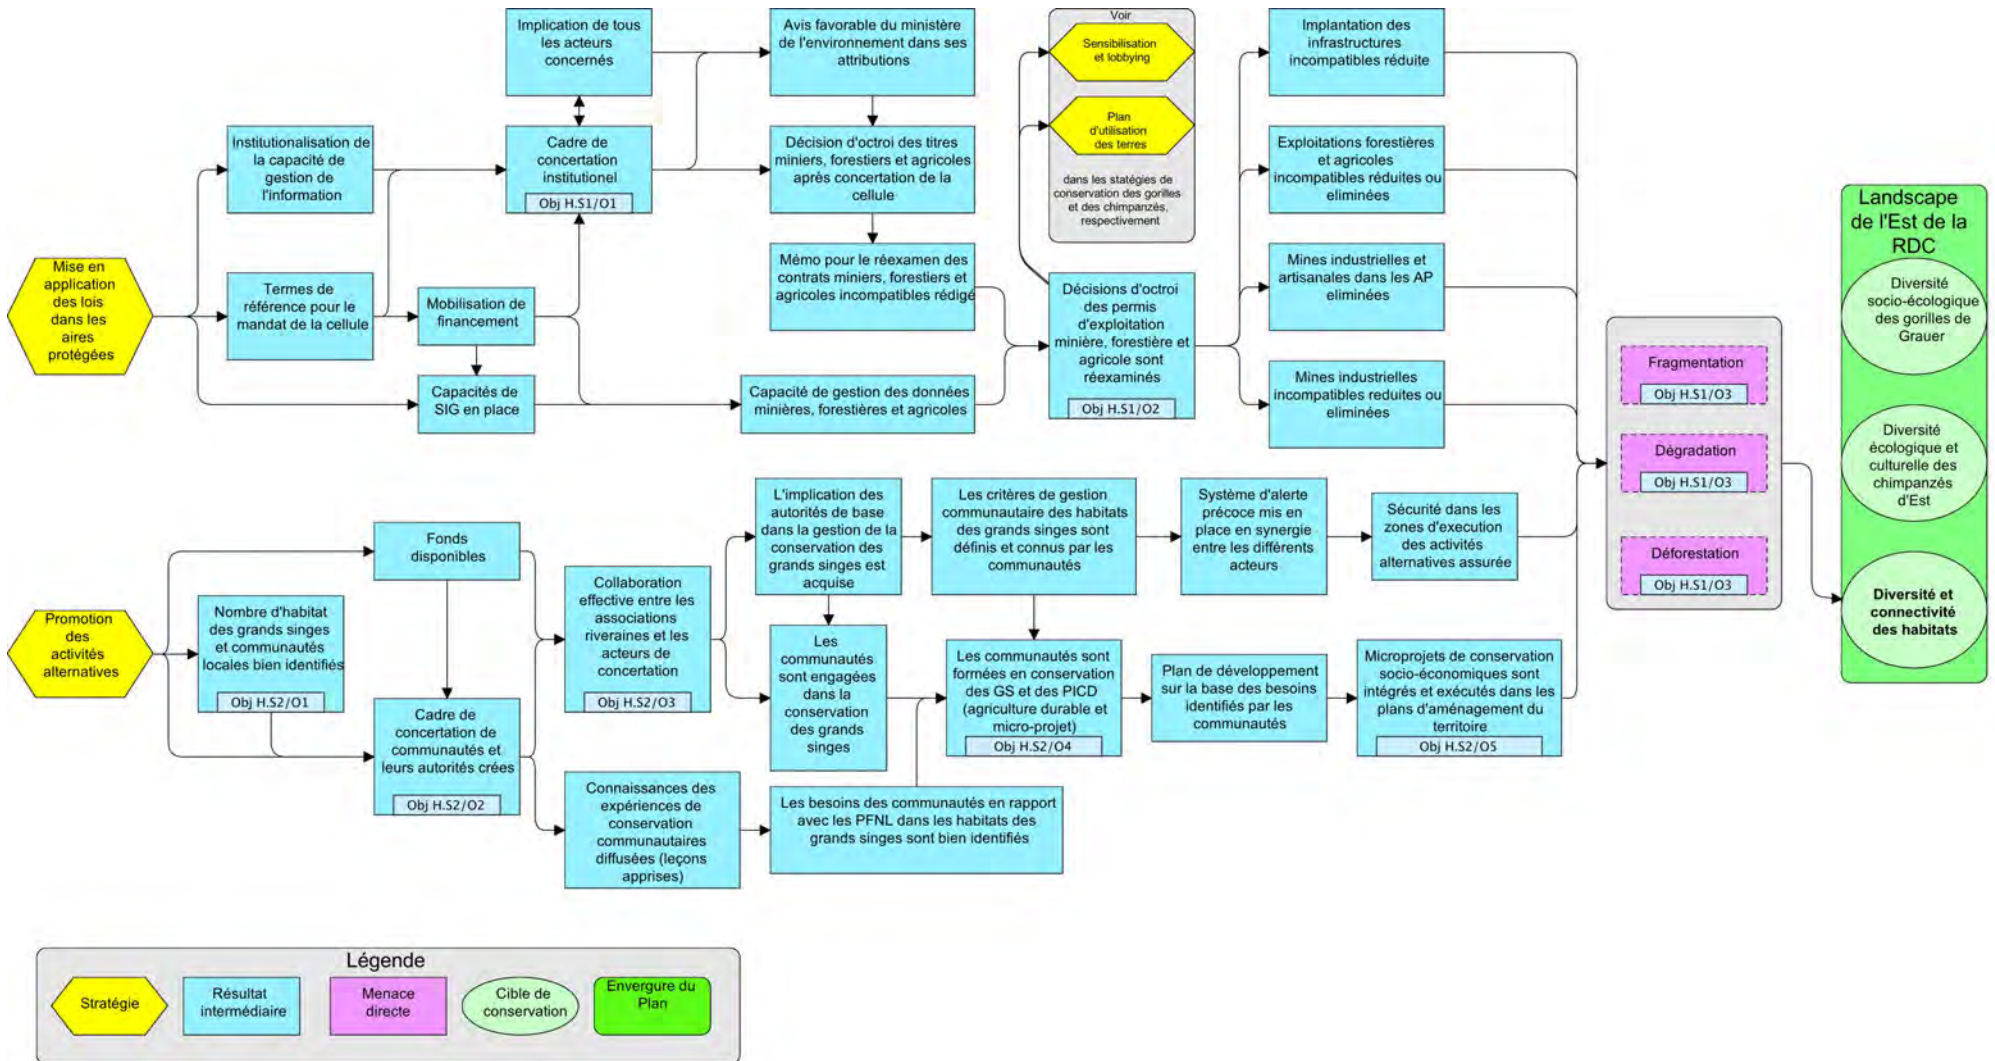 Mise en
application
des lois
dans les
aires
protégées
Institutionalisation de
la capacité de
gestion de
l'information
Termes de
référence pour le
mandat de la cellule
Mobilisation de
financement
Capacités de
SIG en place
Implication de tous
les acteurs
concernés
Cadre de
concertation
institutionel
Obj H.S1/O1
Avis favorable du ministère
de l'environnement dans ses
attributions
Décision d'octroi des titres
miniers, forestiers et agricoles
après concertation de la
cellule
Mémo pour le réexamen des
contrats miniers, forestiers et
agricoles incompatibles rédigé
Capacité de gestion des données
minières, forestières et agricoles
Voir
Sensibilisation
et lobbying
Plan
d'utilisation
des terres
dans les statégies de
conservation des gorilles
et des chimpanzés,
respectivement
Décisions d'octroi
des permis
d'exploitation
minière, forestière et
agricole sont
réexaminés
Obj H.S1/O2
Implantation des
infrastructures
incompatibles réduite
Exploitations forestières
et agricoles
incompatibles réduites ou
eliminées
Mines industrielles et
artisanales dans les AP
eliminées
Mines industrielles
incompatibles reduites ou
eliminées
Fragmentation
Obj H.S1/O3
Dégradation
Obj H.S1/O3
Déforestation
Obj H.S1/O3
Landscape
de l'Est de la
RDC
Diversité
socio-écologique
des gorilles de
Grauer
Diversité
écologique et
culturelle des
chimpanzés
d'Est
Diversité et
connectivité
des habitats
Promotion
des
activités
alternatives
Fonds
disponibles
Nombre d'habitat
des grands singes
et communautés
locales bien identifiés
Obj H.S2/O1
Cadre de
concertation de
communautés et
leurs autorités crées
Obj H.S2/O2
Collaboration
effective entre les
associations
riveraines et les
acteurs de
concertation
Obj H.S2/O3
Connaissances des
expériences de
conservation
communautaires
diffusées (leçons
apprises)
L'implication des
autorités de base
dans la gestion de la
conservation des
grands singes est
acquise
Les
communautés
sont engagées
dans la
conservation
des grands
singes
Les besoins des communautés en rapport
avec les PFNL dans les habitats des
grands singes sont bien identifiés
Les critères de gestion
communautaire des habitats
des grands singes sont
définis et connus par les
communautés
Les communautés sont
fornées en conservation
des GS et des PICD
(agriculture durable et
micro-projet)
Obj H.S2/O4
Système d'alerte
précoce mis en
place en synergie
entre les différents
acteurs
Plan de développement
sur la base des besoins
identifiés par les
communautés
Sécurité dans les
zones d'execution
des activités
alternatives assurée
Microprojets de conservation
socio-économiques sont
intégrés et exécutés dans les
plans d'aménagement du
territoire
Obj H.S2/O5
Légende
Stratégie
Résultat
intermédiaire
Menace
directe
Cible de
conservation
Envergure du
Plan